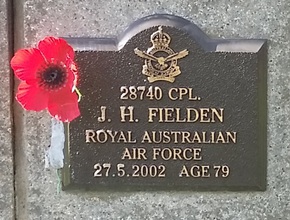 28740 CPL.
J. H. FIELDEN
ROYAL AUSTRALIAN
AIR FORCE
27.5.2002 AGE 79